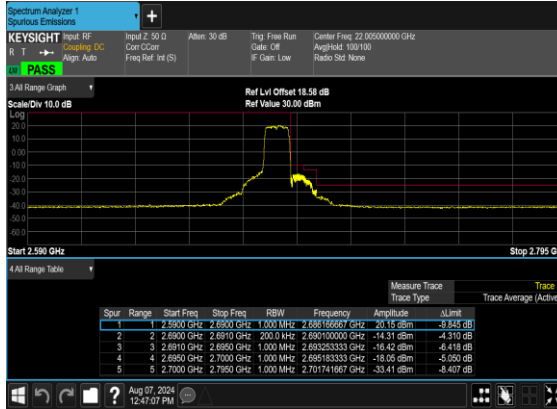 Spectrum Analyzer 1
Spurious Emissions
KEYSIGHT
R T
PASS
Input: RF
Coupling: DC
Align: Auto
Input Z: 50 Ω
Corr CCorr
Freq Ref: Int (S)
Atten: 30 dB
Trig: Free Run
Gate: Off
IF Gain: Low
Center Freq: 22.005000000 GHz
Avg|Hold: 100/100
Radio Std: None
3 All Range Graph
Scale/Div 10.0 dB
Ref Lvl Offset 18.58 dB
Ref Value 30.00 dBm
Log
20.0
10.0
0.00
-10.0
-20.0
-30.0
-40.0
-50.0
-60.0
Start 2.590 GHz
Stop 2.795 G
4 All Range Table
Measure Trace Trace
Trace Type Trace Average (Active
Spur Range Start Freq Stop Freq RBW Frequency Amplitude ΔLimit
1 1 2.5900 GHz 2.6900 GHz 1.000 MHz 2.686166667 GHz 20.15 dBm -9.845 dB
2 2 2.6900 GHz 2.6910 GHz 200.0 kHz 2.690100000 GHz -14.31 dBm -4.310 dB
3 3 2.6910 GHz 2.6950 GHz 1.000 MHz 2.693253333 GHz -16.42 dBm -6.418 dB
4 4 2.6950 GHz 2.7000 GHz 1.000 MHz 2.695183333 GHz -18.05 dBm -5.050 dB
5 5 2.7000 GHz 2.7950 GHz 1.000 MHz 2.701741667 GHz -33.41 dBm -8.407 dB
Aug 07, 2024
12:47:07 PM